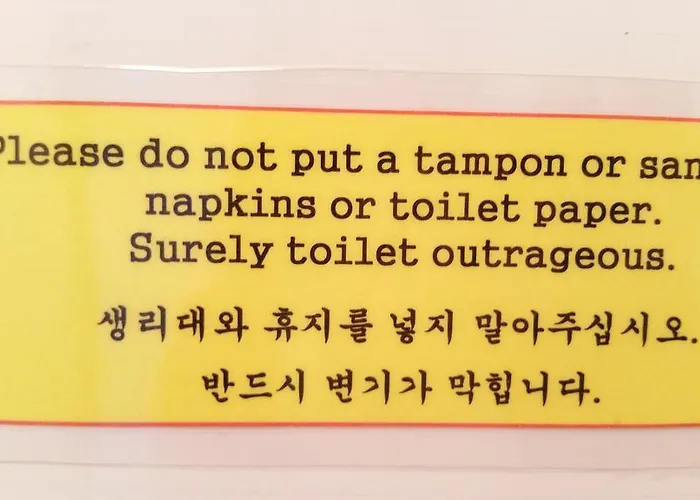 Please do not put a tampon or san
napkins or toilet paper.
Surely toilet outrageous.
생리대와 휴지를 넣지 말아주십시오.
반드시 변기가 막힙니다.